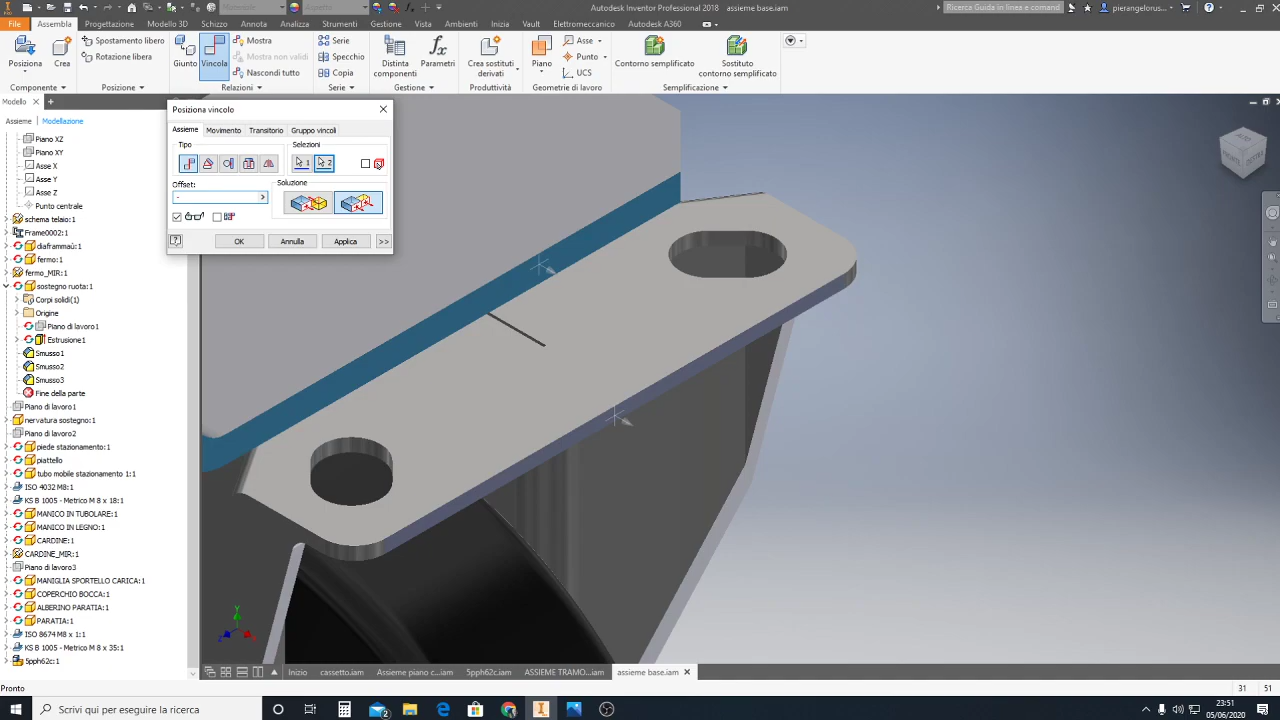 Autodesk Inventor Professional 2018   assieme base.iam
Ricerca Guida in linea e comand
pierangelorus...
File Assembla Progettazione Modello 3D Schizzo Annota Analizza Strumenti Gestione Vista Ambienti Inizia Vault Elettromeccanico Autodesk A360
Posiziona
Crea
Spostamento libero
Rotazione libera
Giunto
Vincola
Mostra
Mostra non validi
Nascondi tutto
Serie
Specchio
Copia
Distinta componenti
Parametri
Crea sostituti derivati
Piano
Asse
Punto
UCS
Contorno semplificato
Sostituto contorno semplificato
Componente
Posizione
Relazioni
Serie
Gestione
Produttività
Geometrie di lavoro
Semplificazione
Modello
Assieme Modellazione
Piano XZ
Piano XY
Asse X
Asse Y
Asse Z
Punto centrale
schema telaio:1
Frame0002:1
diaframmaù:1
fermo:1
fermo_MIR:1
sostegno ruota:1
Corpi solidi(1)
Origine
Piano di lavoro1
Estrusione1
Smusso1
Smusso2
Smusso3
Fine della parte
Piano di lavoro1
nervatura sostegno:1
Piano di lavoro2
piede stazionamento:1
piattello
tubo mobile stazionamento 1:1
ISO 4032 M8:1
KS B 1005 - Metrico M 8 x 18:1
MANICO IN TUBOLARE:1
MANICO IN LEGNO:1
CARDINE:1
CARDINE_MIR:1
Piano di lavoro3
MANIGLIA SPORTELLO CARICA:1
COPERCHIO BOCCA:1
ALBERINO PARATIA:1
PARATIA:1
ISO 8674 M8 x 1:1
KS B 1005 - Metrico M 8 x 35:1
5pph62c:1
Posiziona vincolo
Assieme Movimento Transitorio Gruppo vincoli
Tipo
Selezioni
1
2
Offset:
-
Soluzione
OK
Annulla
Applica
>>
Y
Inizio
cassetto.iam
Assieme piano c...iam
5pph62c.iam
ASSIEME TRAMO...iam
assieme base.iam
Pronto
31 51
Scrivi qui per eseguire la ricerca
23:51
05/06/2020